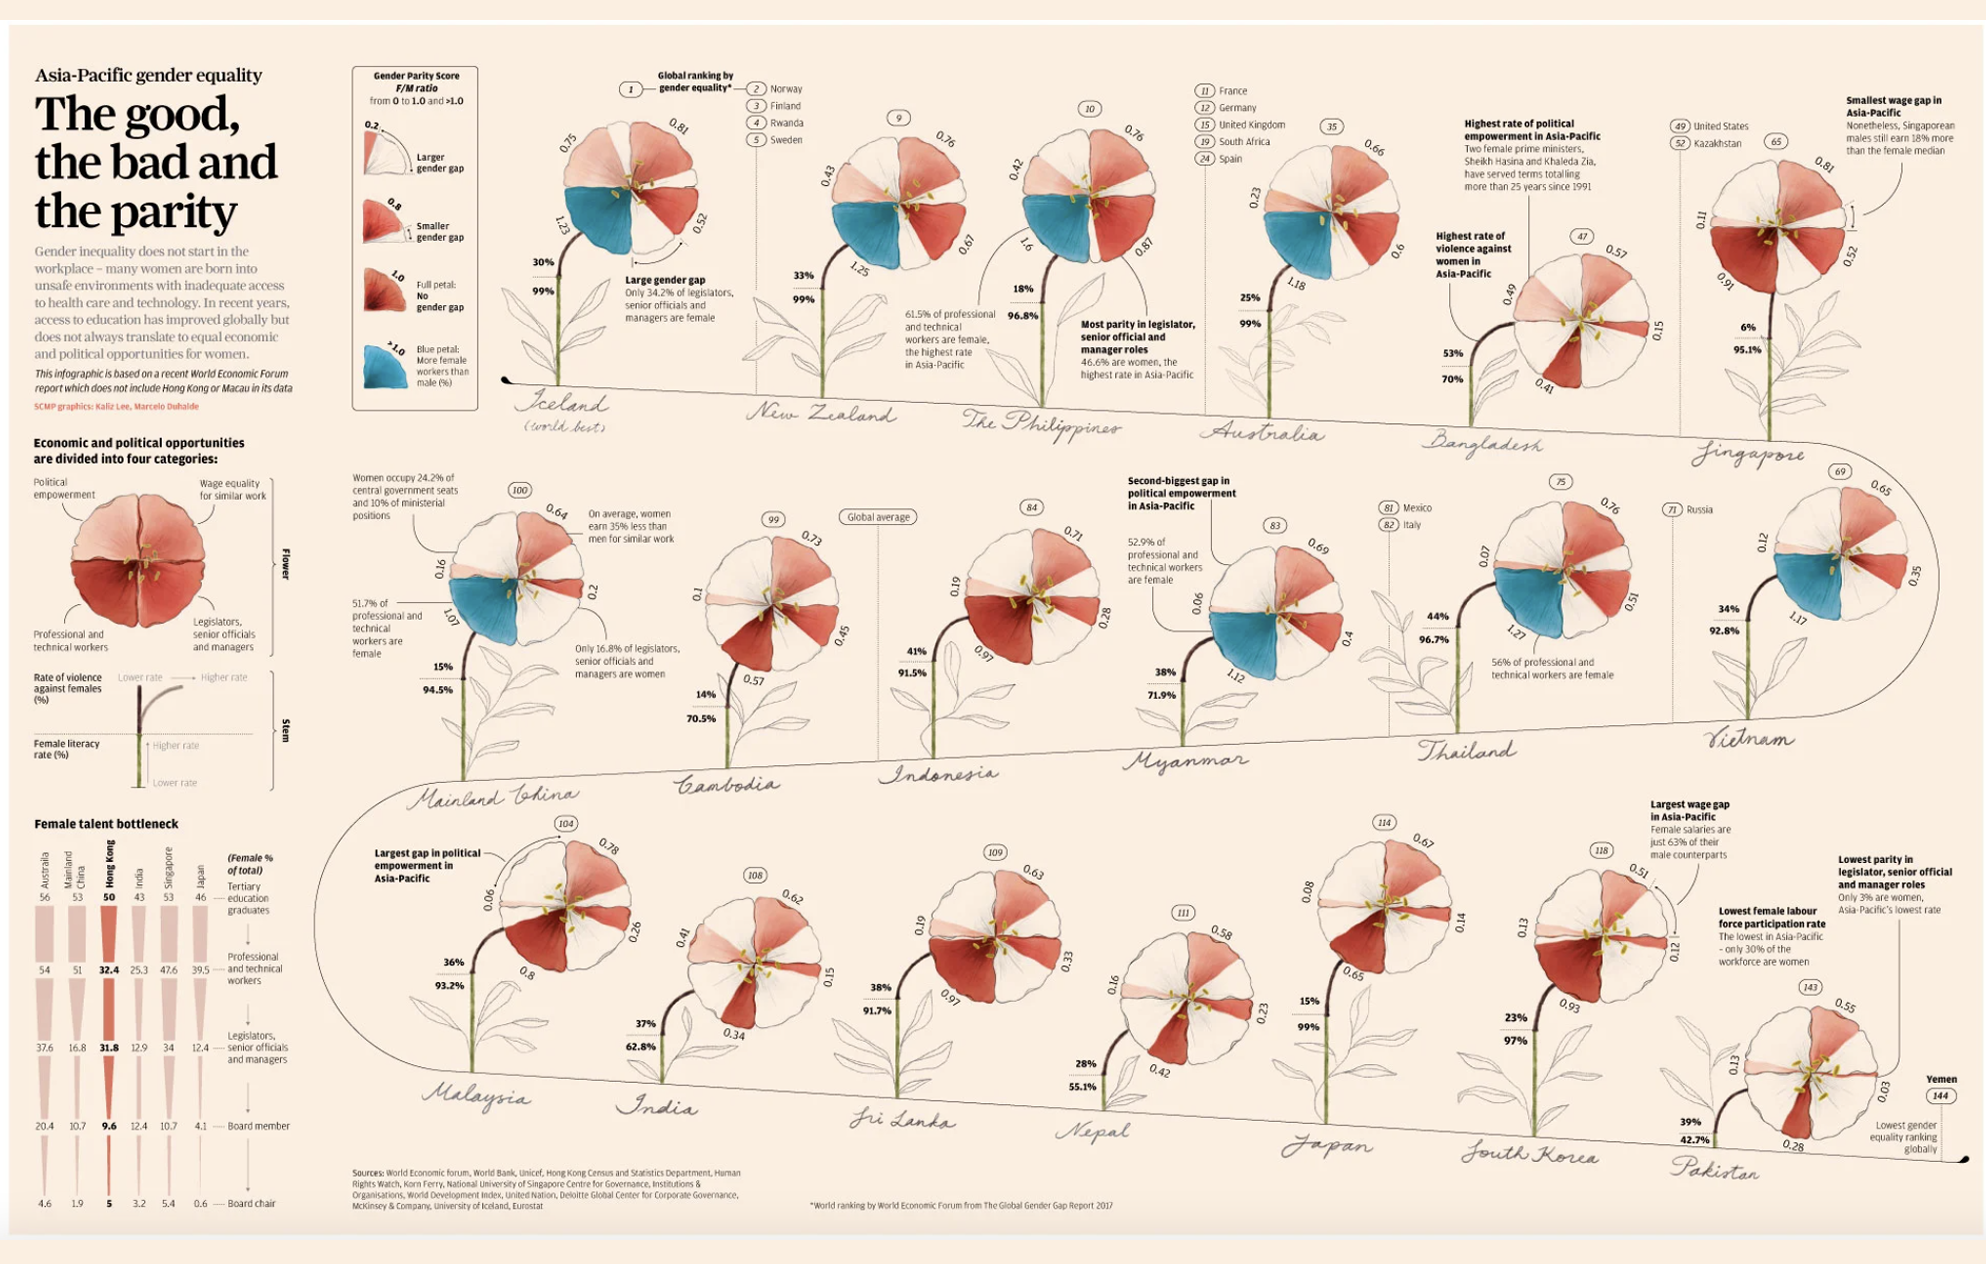 Asia-Pacific gender equality
The good,
the bad and
the parity
Gender inequality does not start in the
workplace – many women are born into
unsafe environments with inadequate access
to health care and technology. In recent years,
access to education has improved globally but
does not always translate to equal economic
and political opportunities for women.
This infographic is based on a recent World Economic Forum
report which does not include Hong Kong or Macau in its data
SCMP graphics: Kaliz Lee, Marcelo Duhalde
Economic and political opportunities
are divided into four categories:
Political
empowerment
Wage equality
for similar work
Professional and
technical workers
Legislators,
senior officials
and managers
Flower
Rate of violence
against females
(%)
Lower rate
Higher rate
Female literacy
rate (%)
Higher rate
Lower rate
Stem
Female talent bottleneck
Australia
Mainland
China
Hong Kong
India
Singapore
Japan
(Female %
of total)
56 53 50 43 53 46
Tertiary
education
graduates
54 51 32.4 25.3 47.6 39.5
Professional
and technical
workers
37.6 16.8 31.8 12.9 34 12.4
Legislators,
senior officials
and managers
20.4 10.7 9.6 12.4 10.7 4.1 Board member
4.6 1.9 5 3.2 5.4 0.6 Board chair
Gender Parity Score
F/M ratio
from 0 to 1.0 and >1.0
0.2
Larger
gender gap
0.8
Smaller
gender gap
1.0
Full petal:
No
gender gap
>1.0
Blue petal:
More female
workers than
male (%)
1
Global ranking by
gender equality*
2 Norway
3 Finland
4 Rwanda
5 Sweden
0.75
0.81
1.23
0.52
30%
99%
Large gender gap
Only 34.2% of legislators,
senior officials and
managers are female
Iceland
(world best)
9
0.43
0.76
1.25
0.67
33%
99%
New Zealand
10
0.42
0.76
1.6
0.87
18%
96.8%
61.5% of professional
and technical
workers are female,
the highest rate
in Asia-Pacific
Most parity in legislator,
senior official and
manager roles
46.6% are women, the
highest rate in Asia-Pacific
The Philippines
11 France
12 Germany
15 United Kingdom
19 South Africa
24 Spain
35
0.23
0.66
1.18
0.6
25%
99%
Australia
Highest rate of political
empowerment in Asia-Pacific
Two female prime ministers,
Sheikh Hasina and Khaleda Zia,
have served terms totalling
more than 25 years since 1991
Highest rate of
violence against
women in
Asia-Pacific
47
0.49
0.57
0.41
0.15
53%
70%
Bangladesh
49 United States
52 Kazakhstan
65
0.11
0.81
0.91
0.52
6%
95.1%
Smallest wage gap in
Asia-Pacific
Nonetheless, Singaporean
males still earn 18% more
than the female median
Singapore
Women occupy 24.2% of
central government seats
and 10% of ministerial
positions
100
0.64
On average, women
earn 35% less than
men for similar work
0.16
0.2
1.07
51.7% of
professional and
technical
workers are
female
Only 16.8% of legislators,
senior officials and
managers are women
15%
94.5%
Mainland China
99
0.1
0.73
0.57
0.45
14%
70.5%
Cambodia
Global average
84
0.19
0.71
0.97
0.28
41%
91.5%
Indonesia
Second-biggest gap in
political empowerment
in Asia-Pacific
52.9% of
professional and
technical workers
are female
83
0.06
0.69
1.12
0.4
38%
71.9%
Myanmar
81 Mexico
82 Italy
75
0.07
0.76
1.27
0.51
44%
96.7%
56% of professional and
technical workers are female
Thailand
71 Russia
69
0.12
0.65
1.17
0.35
34%
92.8%
Vietnam
Largest gap in political
empowerment in
Asia-Pacific
104
0.06
0.78
0.8
0.26
36%
93.2%
Malaysia
108
0.41
0.62
0.34
0.15
37%
62.8%
India
109
0.19
0.63
0.97
0.33
38%
91.7%
Sri Lanka
111
0.16
0.58
0.42
0.23
28%
55.1%
Nepal
114
0.08
0.67
0.65
0.14
15%
99%
Japan
Largest wage gap
in Asia-Pacific
Female salaries are
just 63% of their
male counterparts
118
0.13
0.51
0.93
0.12
23%
97%
South Korea
Lowest female labour
force participation rate
The lowest in Asia-Pacific
– only 30% of the
workforce are women
Lowest parity in
legislator, senior official
and manager roles
Only 3% are women,
Asia-Pacific's lowest rate
143
0.13
0.55
0.28
0.03
39%
42.7%
Pakistan
Yemen
144
Lowest gender
equality ranking
globally
Sources: World Economic forum, World Bank, Unicef, Hong Kong Census and Statistics Department, Human
Rights Watch, Korn Ferry, National University of Singapore Centre for Governance, Institutions &
Organisations, World Development Index, United Nation, Deloitte Global Center for Corporate Governance,
McKinsey & Company, University of Iceland, Eurostat
*World ranking by World Economic Forum from The Global Gender Gap Report 2017